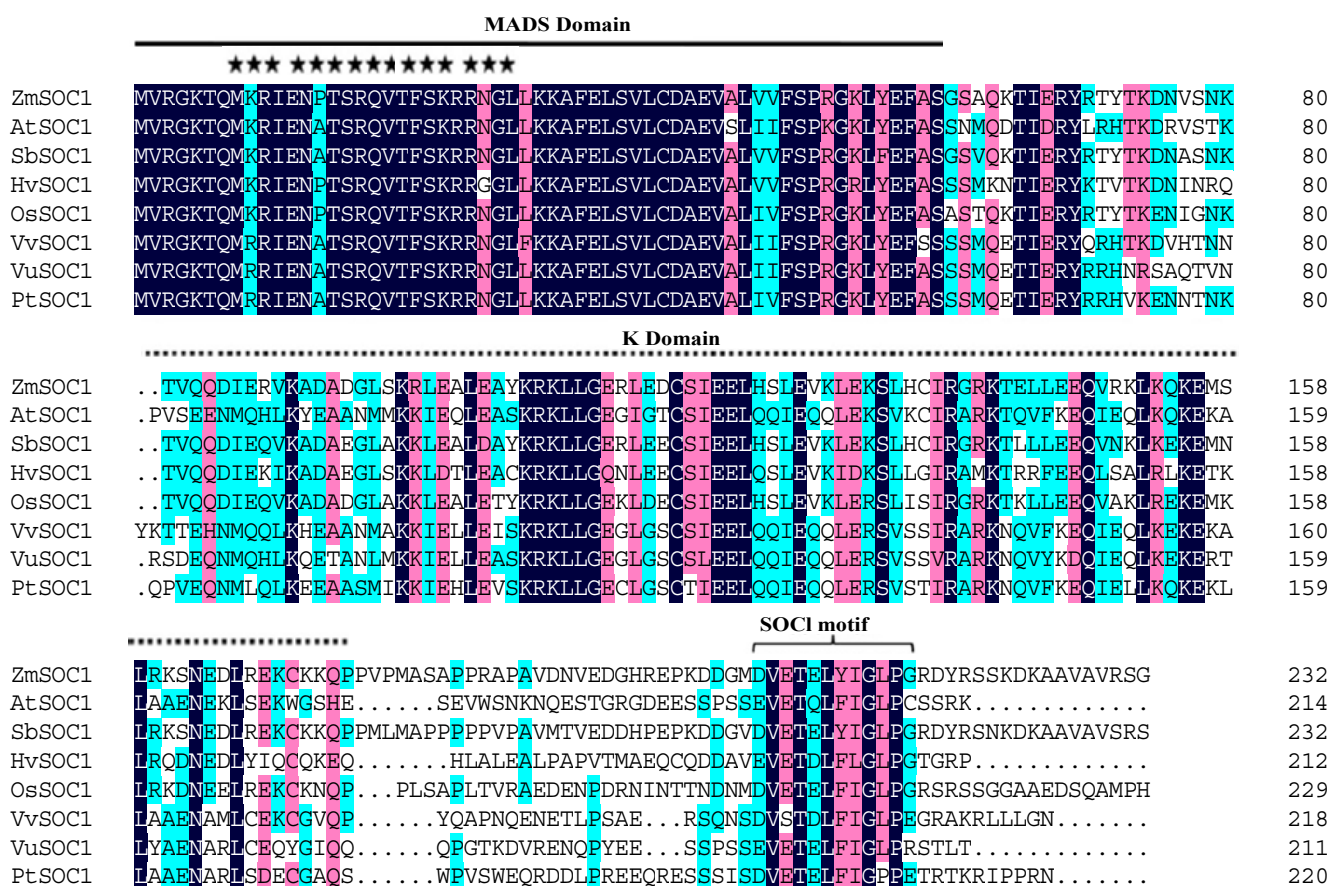 MADS Domain
★★★ ★★★★★★ ★★★ ★★★
ZmSOC1 MVRGKTQMKRIENPTSRQVTFSKRRNGLLKKAFELSVLCDAEVALVVFSPRGKLYEFASGSAQKTIERYRTYTKDNVSNK 80
AtSOC1 MVRGKTQMKRIENATSRQVTFSKRRNGLLKKAFELSVLCDAEVSLIIFSPKGKLYEFASSNMQDTIDRYLRHTKDRVSTK 80
SbSOC1 MVRGKTQMKRIENATSRQVTFSKRRNGLLKKAFELSVLCDAEVALVVFSPRGKLFEFASGSVQKTIERYRTYTKDNASNK 80
HvSOC1 MVRGKTQMKRIENPTSRQVTFSKRRGGLLKKAFELSVLCDAEVALVVFSPRGRLYEFASSSMKNTIERYKTVTKDNINRQ 80
OsSOC1 MVRGKTQMKRIENPTSRQVTFSKRRNGLLKKAFELSVLCDAEVALIVFSPRGKLYEFASASTQKTIERYRTYTKENIGNK 80
VvSOC1 MVRGKTQMRRIENATSRQVTFSKRRNGLFKKAFELSVLCDAEVALIIFSPRGKLYEFSSSSMQETIERYQRHTKDVHTNN 80
VuSOC1 MVRGKTQMRRIENATSRQVTFSKRRNGLLKKAFELSVLCDAEVALIIFSPRGKLYEFASSSMQETIERYRRHNRSAQTVN 80
PtSOC1 MVRGKTQMRRIENATSRQVTFSKRRNGLLKKAFELSVLCDAEVALIVFSPRGKLYEFASSSMQETIERYRRHVKENNTNK 80
K Domain
ZmSOC1 ..TVQQDIERVKADADGLSKRLEALEAYKRKLLGERLEDCSIEELHSLEVKLEKSLHCIRGRKTELLEEQVRKLKQKEMS 158
AtSOC1 .PVSEENMQHLKYEAANMMKKIEQLEASKRKLLGEGIGTCSIEELQQIEQQLEKSVKCIRARKTQVFKEQIEQLKQKEKA 159
SbSOC1 ..TVQQDIEQVKADAEGLAKKLEALDAYKRKLLGERLEECSIEELHSLEVKLEKSLHCIRGRKTLLLEEQVNKLKEKEMN 158
HvSOC1 ..TVQQDIEKIKADAEGLSKKLDTLEACKRKLLGQNLEECSIEELQSLEVKIDKSLLGIRAMKTRRFEEQLSALRLKETK 158
OsSOC1 ..TVQQDIEQVKADADGLAKKLEALETYKRKLLGEKLDECSIEELHSLEVKLERSLISIRGRKTKLLEEQVAKLREKEMK 158
VvSOC1 YKTTEHNMQQLKHEAANMAKKIELLEISKRKLLGEGLGSCSIEELQQIEQQLERSVSSIRARKNQVFKEQIEQLKEKEKA 160
VuSOC1 .RSDEQNMQHLKQETANLMKKIELLEASKRKLLGEGLGSCSLEELQQIEQQLERSVSSVRARKNQVYKDQIEQLKEKERT 159
PtSOC1 .QPVEQNMLQLKEEAASMIKKIEHLEVSKRKLLGECLGSCTIEELQQIEQQLERSVSTIRARKNQVFKEQIELLKQKEKL 159
SOCl motif
ZmSOC1 LRKSNEDLREKCKKQPPVPMASAPPRAPAVDNVEDGHREPKDDGMDVETELYIGLPGRDYRSSKDKAAVAVRSG 232
AtSOC1 LAAENEKLSEKWGSHE......SEVWSNKNQESTGRGDEESSPSSEVETQLFIGLPCSSRK............. 214
SbSOC1 LRKSNEDLREKCKKQPPMLMAPPPPPVPAVMTVEDDHPEPKDDGVDVETELYIGLPGRDYRSNKDKAAVAVSRS 232
HvSOC1 LRQDNEDLYIQCQKEQ.......HLALEALPAPVTMAEQCQDDAVEVETDLFLGLPGTGRP............. 212
OsSOC1 LRKDNEELREKCKNQP...PLSAPLTVRAEDENPDRNINTTNDNMDVETELFIGLPGRSRSSGGAAEDSQAMPH 229
VvSOC1 LAAENAMLCEKCGVQP......YQAPNQENETLPSAE...RSQNSDVSTDLFIGLPEGRAKRLLLGN....... 218
VuSOC1 LYAENARLCEQYGIQQ......QPGTKDVRENQPYEE...SSPSSEVETELFIGLPRSTLT............. 211
PtSOC1 LAAENARLSDECGAQS......WPVSWEQRDDLPREEQRESSSISDVETELFIGPPETRTKRIPPRN....... 220